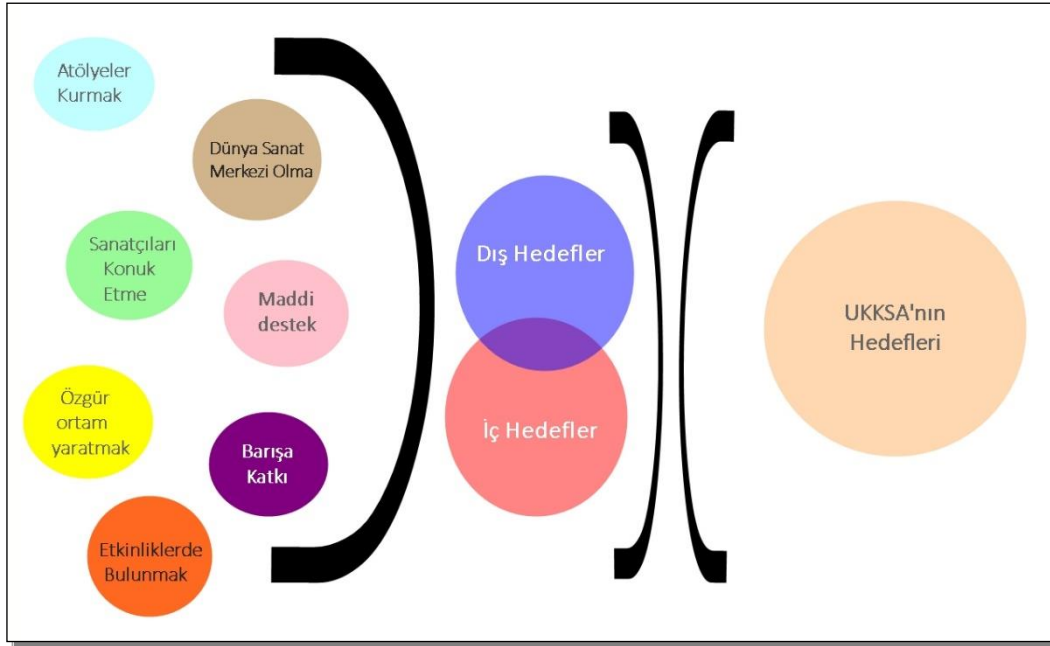 Atölyeler
Kurmak
Dünya Sanat
Merkezi Olma
Sanatçıları
Konuk
Etme
Maddi
destek
Özgür
ortam
yaratmak
Barışa
Katkı
Etkinliklerde
Bulunmak
Dış Hedefler
İç Hedefler
UKKSA'nın
Hedefleri